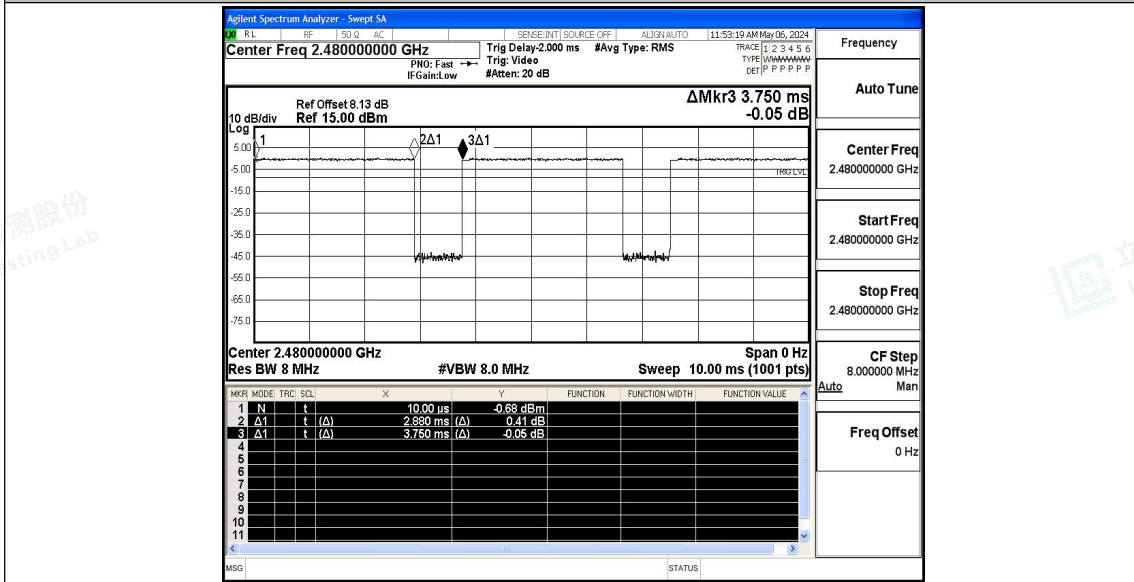 Agilent Spectrum Analyzer - Swept SA
LXI RL RF 50 Ω AC SENSE:INT SOURCE OFF ALIGN AUTO 11:53:19 AM May 06, 2024
Center Freq 2.480000000 GHz
PNO: Fast
IFGain:Low
Trig Delay-2.000 ms
Trig: Video
#Atten: 20 dB
#Avg Type: RMS
TRACE 1 2 3 4 5 6
TYPE WWWWWW
DET P P P P P P
Frequency
Auto Tune
Center Freq
2.480000000 GHz
Start Freq
2.480000000 GHz
Stop Freq
2.480000000 GHz
CF Step
8.000000 MHz
Auto Man
Freq Offset
0 Hz
ΔMkr3 3.750 ms
-0.05 dB
Ref Offset 8.13 dB
10 dB/div Ref 15.00 dBm
Log
1 2Δ1 3Δ1
TRIG LVL
5.00
-5.00
-15.0
-25.0
-35.0
-45.0
-55.0
-65.0
-75.0
Center 2.480000000 GHz Span 0 Hz
Res BW 8 MHz #VBW 8.0 MHz Sweep 10.00 ms (1001 pts)
MKR MODE TRC SCL X Y FUNCTION FUNCTION WIDTH FUNCTION VALUE
1 N t 10.00 µs -0.68 dBm
2 Δ1 t (Δ) 2.880 ms (Δ) 0.41 dB
3 Δ1 t (Δ) 3.750 ms (Δ) -0.05 dB
4
5
6
7
8
9
10
11
MSG STATUS
测股份
sting Lab
立